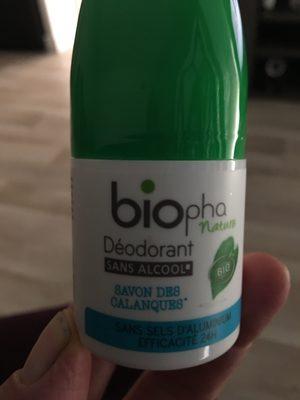 biopha
nature
Déodorant
SANS ALCOOL*
BIO
SAVON DES
CALANQUES*
SANS SELS D'ALUMINIUM
EFFICACITÉ 24H